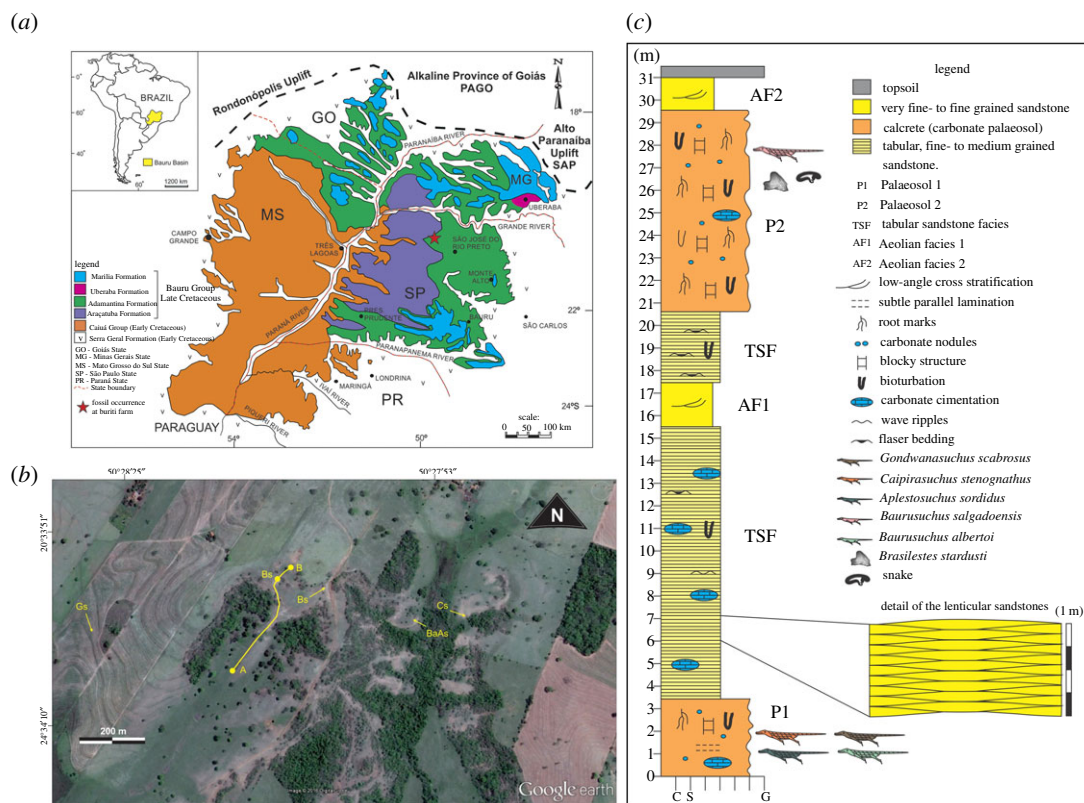 (a)
BRAZIL
20°
60°
40°
60°
Bauru Basin
1200 km
Rondonópolis Uplift
Alkaline Province of Goiás
PAGO
N
18°
Alto
Paranaiba
Uplift
SAP
GO
PARANAÍBA RIVER
MG
UBERABA
GRANDE RIVER
MS
CAMPO
GRANDE
TRÊS
LAGOAS
SÃO JOSE DO
RIO PRETO
MONTE
ALTO
SP
22°
PRES.
PRUDENTE
BAURU
SÃO CARLOS
PARANÁ RIVER
PARANAPANEMA RIVER
LONDRINA
MARINGÁ
IVAÍ RIVER
PR
PIQUIRI RIVER
PARAGUAY
54°
50°
24°S
scale:
0 50 100 km
legend
Marília Formation
Uberaba Formation
Adamantina Formation
Araçatuba Formation
Bauru Group
Late Cretaceous
Caiuá Group (Early Cretaceous)
v Serra Geral Formation (Early Cretaceous)
GO - Goiás State
MG - Minas Gerais State
MS - Mato Grosso do Sul State
SP - São Paulo State
PR - Paraná State
State boundary
fossil occurrence
at buriti farm
(b)
50°28'25"
50°27'53"
20°33'51"
24°34'10"
N
Gs
Bs
B
Bs
A
BaAs
Cs
200 m
Google earth
(c)
(m)
31
30
29
28
27
26
25
24
23
22
21
20
19
18
17
16
15
14
13
12
11
10
9
8
7
6
5
4
3
2
1
0
C S G
AF2
P2
TSF
AF1
TSF
P1
legend
topsoil
very fine- to fine grained sandstone
calcrete (carbonate palaeosol)
tabular, fine- to medium grained
sandstone.
P1 Palaeosol 1
P2 Palaeosol 2
TSF tabular sandstone facies
AF1 Aeolian facies 1
AF2 Aeolian facies 2
low-angle cross stratification
subtle parallel lamination
root marks
carbonate nodules
blocky structure
bioturbation
carbonate cimentation
wave ripples
flaser bedding
Gondwanasuchus scabrosus
Caipirasuchus stenognathus
Aplestosuchus sordidus
Baurusuchus salgadoensis
Baurusuchus albertoi
Brasilestes stardusti
snake
detail of the lenticular sandstones
(1 m)